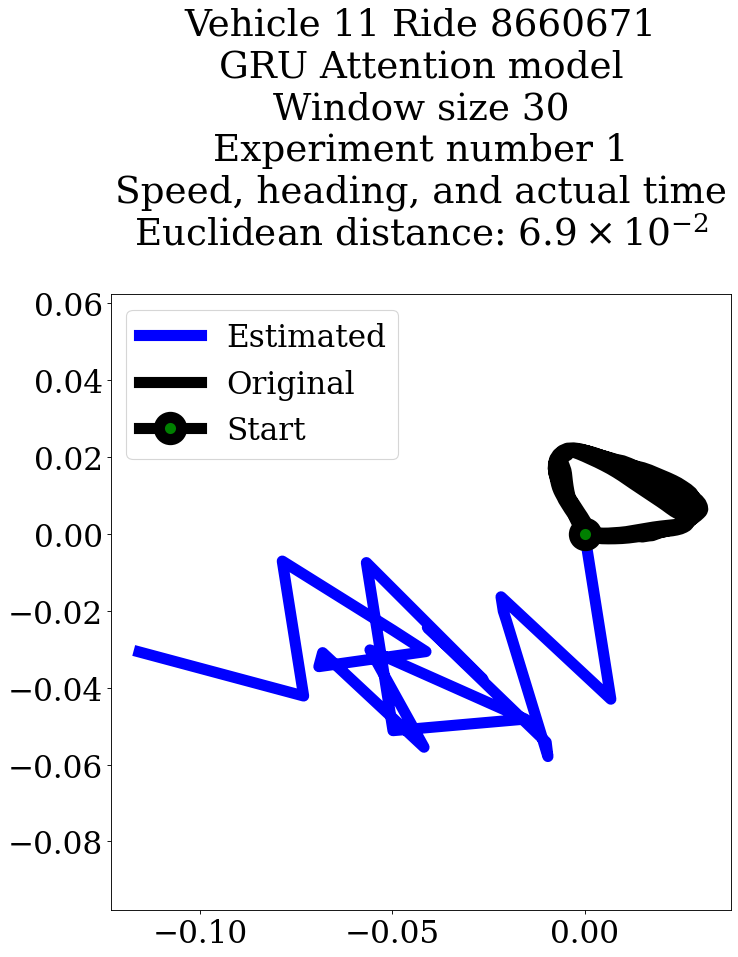 Vehicle 11 Ride 8660671
GRU Attention model
Window size 30
Experiment number 1
Speed, heading, and actual time
Euclidean distance: 6.9 × 10⁻²
0.06
Estimated
0.04
Original
Start
0.02
0.00
−0.02
−0.04
−0.06
−0.08
−0.10 −0.05 0.00